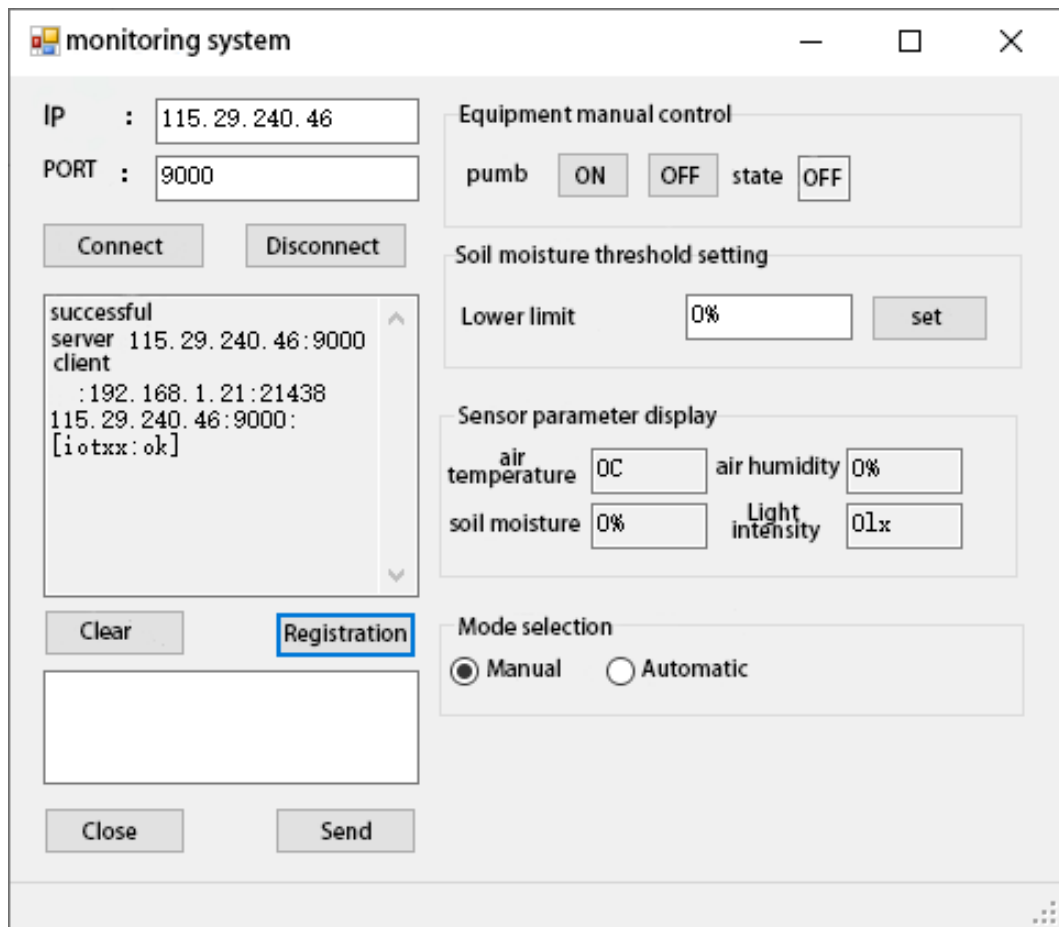 monitoring system
IP : 115.29.240.46
PORT : 9000
Connect Disconnect
successful
server 115.29.240.46:9000
client
:192.168.1.21:21438
115.29.240.46:9000:
[iotxx:ok]
Clear Registration
Close Send
Equipment manual control
pumb ON OFF state OFF
Soil moisture threshold setting
Lower limit 0% set
Sensor parameter display
air temperature 0C air humidity 0%
soil moisture 0% Light intensity 0lx
Mode selection
Manual Automatic